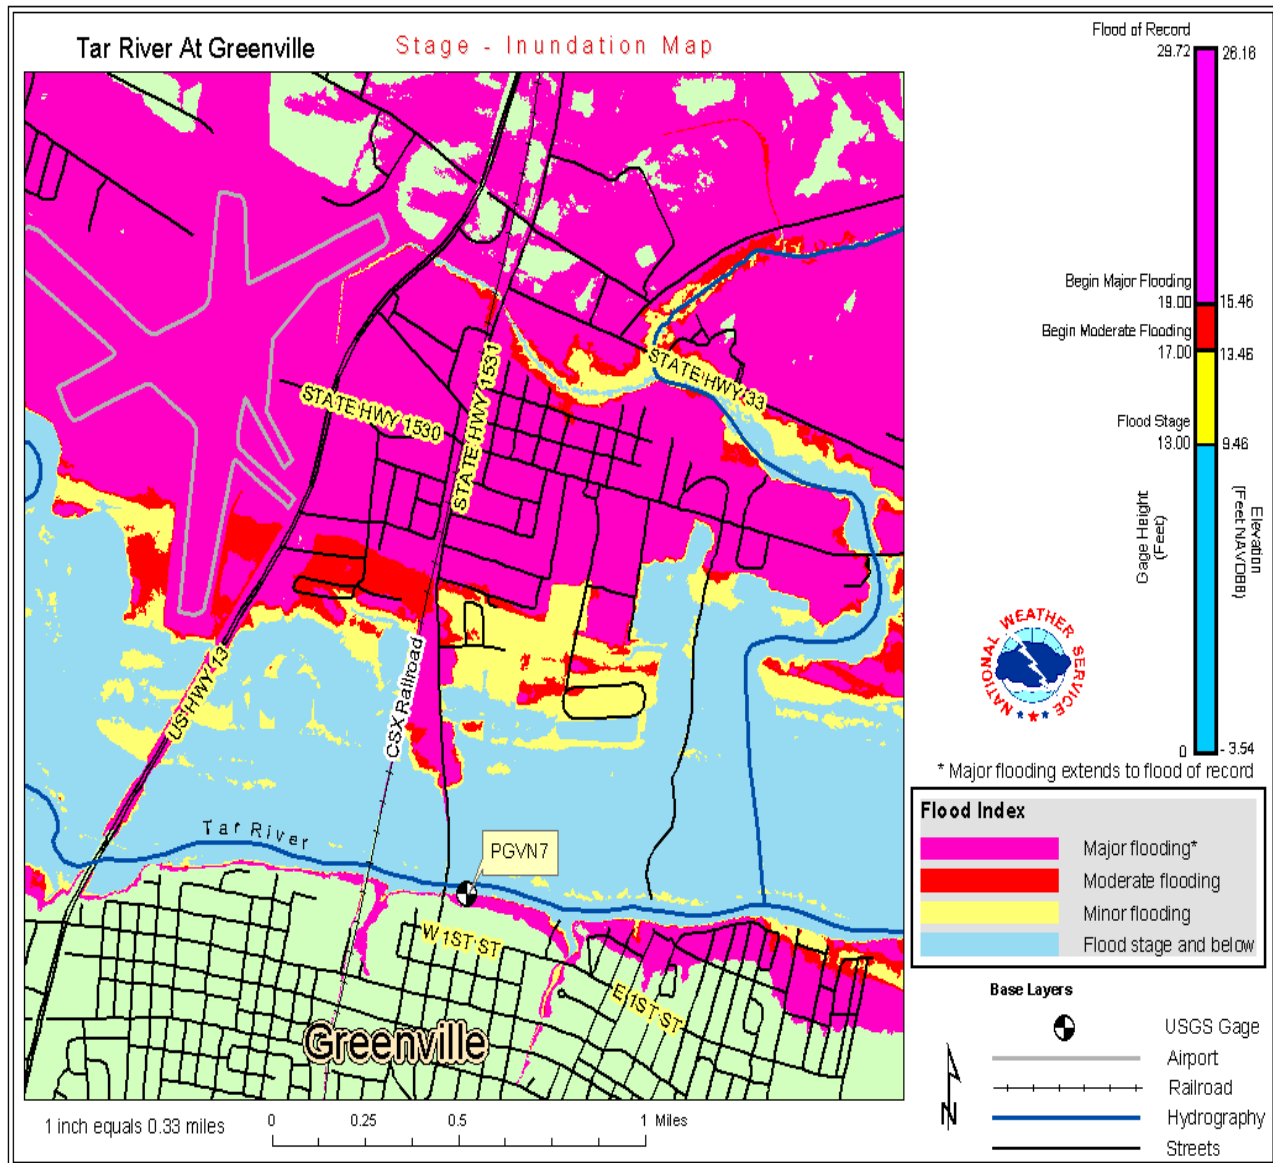 Tar River At Greenville
Stage - Inundation Map
Flood of Record
29.72 26.18
Begin Major Flooding
19.00 15.46
Begin Moderate Flooding
17.00 13.46
Flood Stage
13.00 9.46
Gage Height
(Feet)
Elevation
(Feet NAVD88)
0 - 3.54
NATIONAL WEATHER SERVICE
* Major flooding extends to flood of record
STATE HWY 1530
STATE HWY 1531
STATE HWY 33
US HWY 13
CSX Railroad
Tar River
PGVN7
W 1ST ST
E 1ST ST
Greenville
Flood Index
Major flooding*
Moderate flooding
Minor flooding
Flood stage and below
Base Layers
USGS Gage
Airport
Railroad
Hydrography
Streets
N
1 inch equals 0.33 miles
0 0.25 0.5 1 Miles